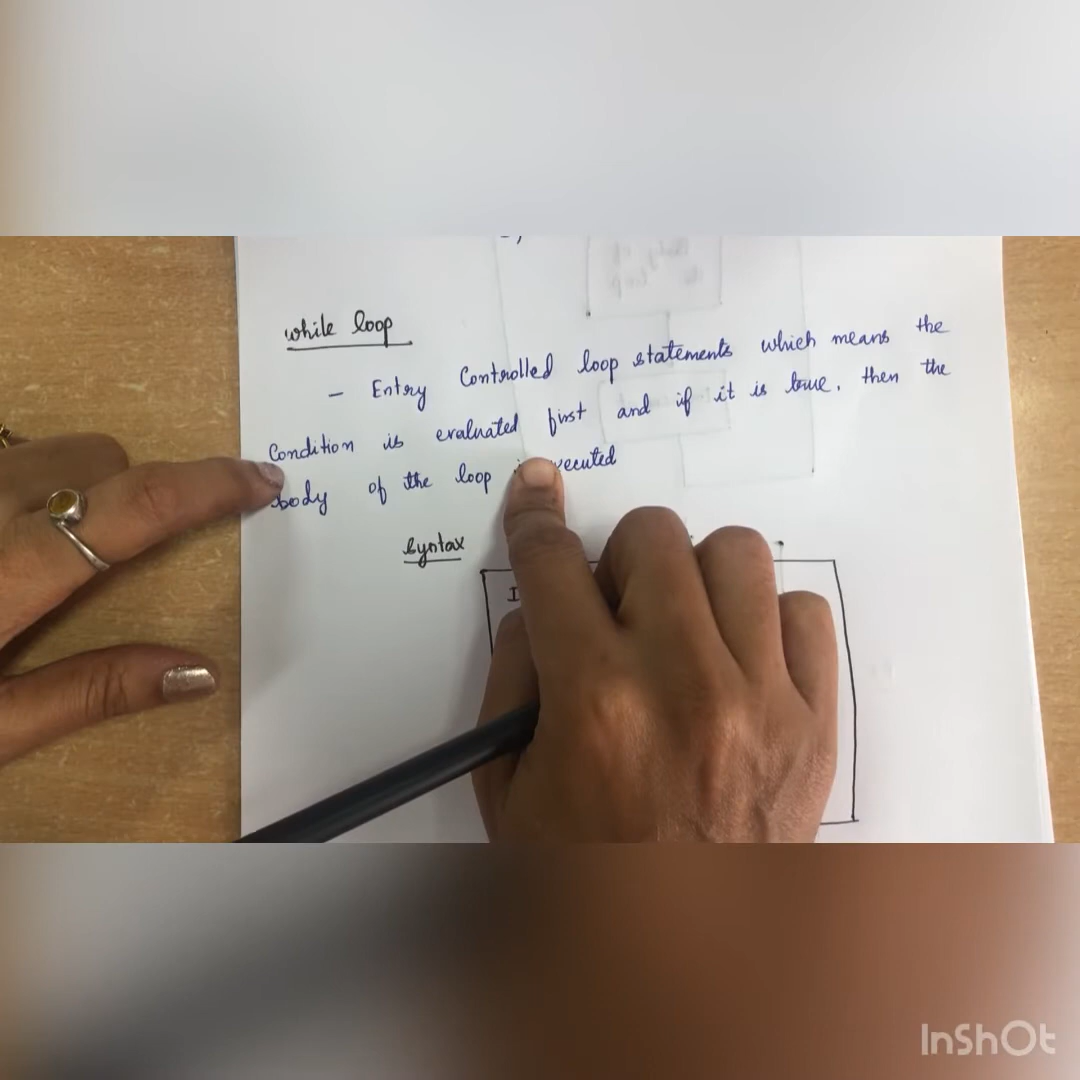 while loop
- Entry Controlled loop statements which means the
Condition is evaluated first and if it is true, then the
body of the loop
Syntax
I
InShOt